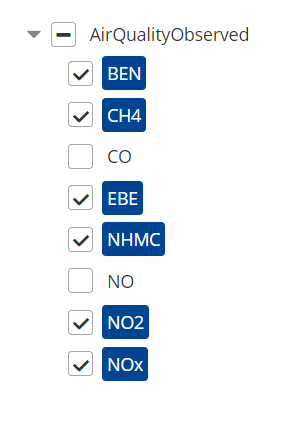 AirQualityObserved
BEN
CH4
CO
EBE
NHMC
NO
NO2
NOx